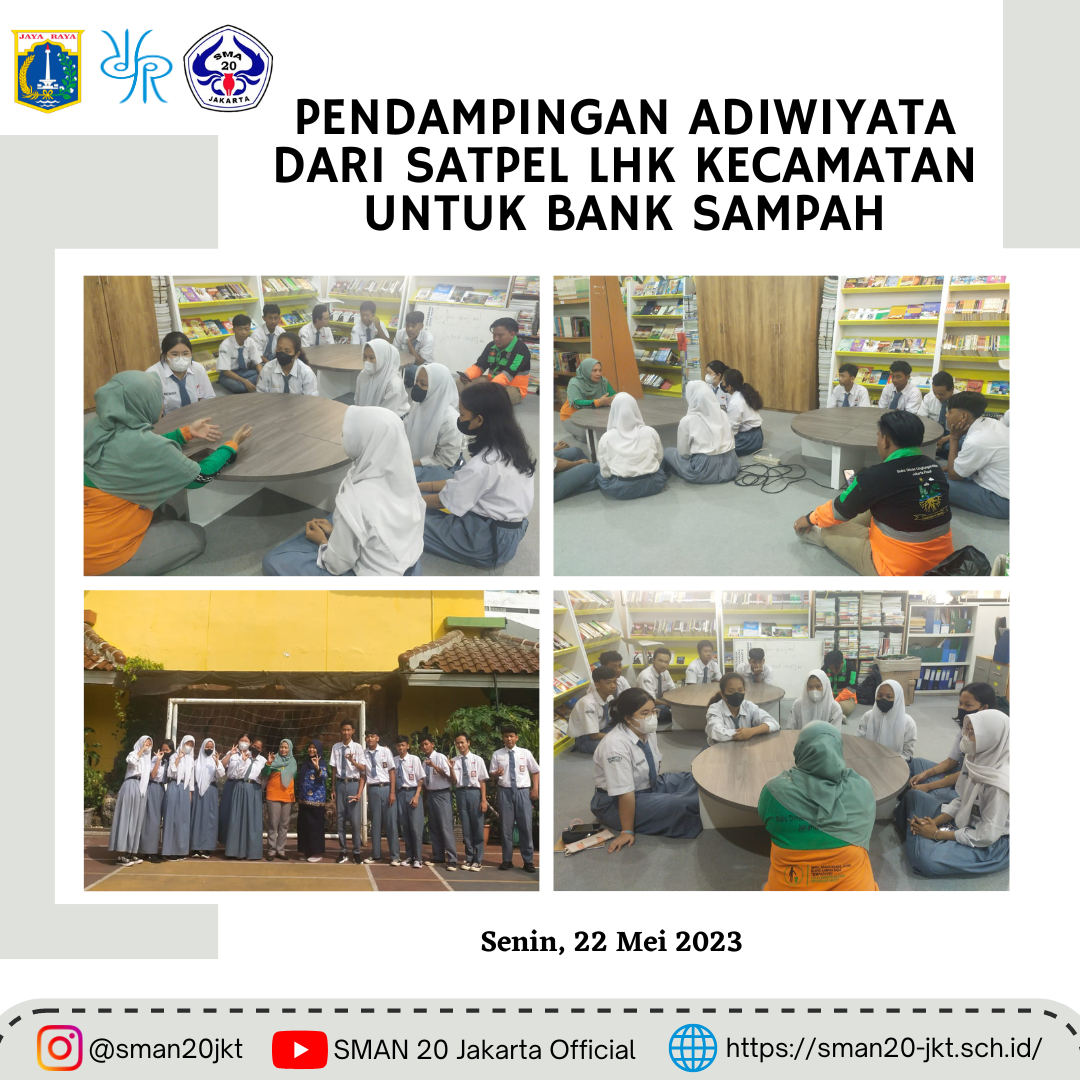 JAYA RAYA
SMA
20
JAKARTA
PENDAMPINGAN ADIWIYATA
DARI SATPEL LHK KECAMATAN
UNTUK BANK SAMPAH
Senin, 22 Mei 2023
@sman20jkt
SMAN 20 Jakarta Official
https://sman20-jkt.sch.id/